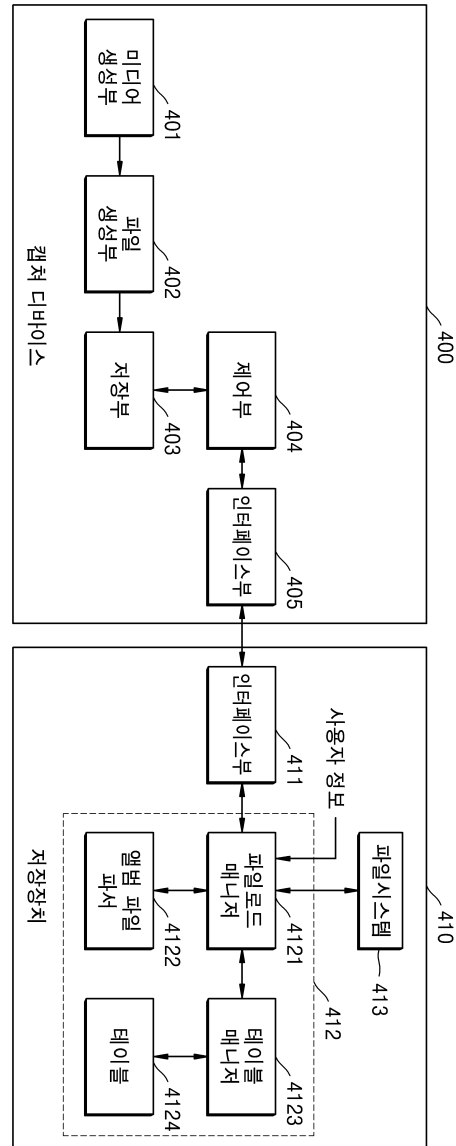 400
미디어
생성부
401
파일
생성부
402
저장부
403
제어부
404
인터페이스부
405
캡쳐 디바이스
410
인터페이스부
411
사용자 정보
파일시스템
413
412
파일로드
매니저
4121
앨범 파일
파서
4122
테이블
매니저
4123
테이블
4124
저장장치